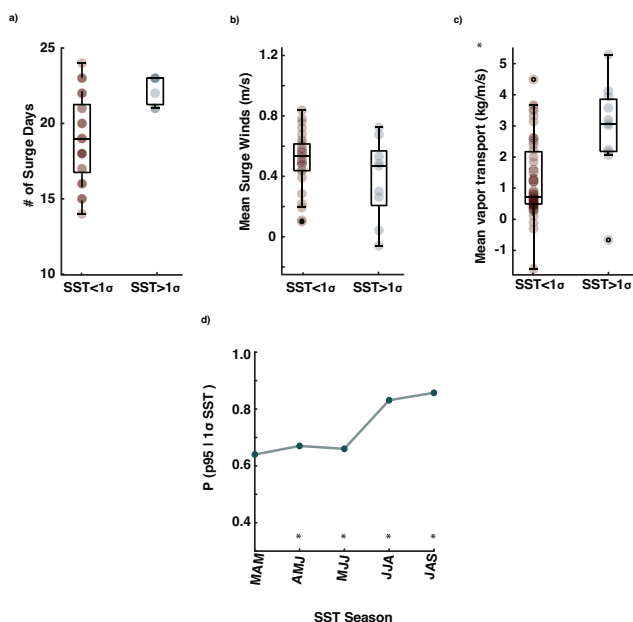 a)
b)
c)
*
# of Surge Days
25
20
15
10
SST<1σ
SST>1σ
Mean Surge Winds (m/s)
1.2
0.8
0.4
0
SST<1σ
SST>1σ
Mean vapor transport (kg/m/s)
5
4
3
2
1
0
-1
SST<1σ
SST>1σ
d)
P (p95 | 1σ SST )
1.0
0.8
0.6
0.4
* * * *
MAM
AMJ
MJJ
JJA
JAS
SST Season